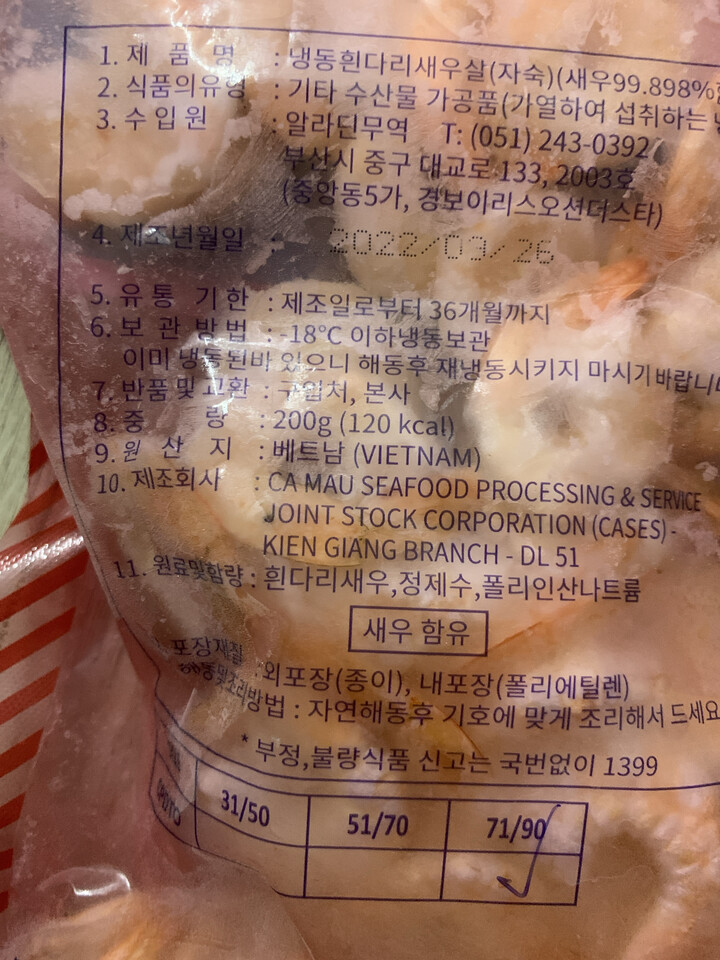 1. 제 품 명 : 냉동흰다리새우살(자숙)(새우99.898%
2. 식품의유형 : 기타 수산물 가공품(가열하여 섭취하는
3. 수 입 원 : 알라딘무역 T: (051) 243-0392
부산시 중구 대교로 133, 2003호
(중앙동5가, 경보이리스오션더스타)
4. 제조년월일 : 2022/03/26
5. 유 통 기 한 : 제조일로부터 36개월까지
6. 보 관 방 법 : -18℃ 이하냉동보관
이미 냉동된바 있으니 해동후 재냉동시키지 마시기바랍니다
7. 반품 및 교환 : 구입처, 본사
8. 중 량 : 200g (120 kcal)
9. 원 산 지 : 베트남 (VIETNAM)
10. 제조회사 : CA MAU SEAFOOD PROCESSING & SERVICE
JOINT STOCK CORPORATION (CASES) -
KIEN GIANG BRANCH - DL 51
11. 원료및함량 : 흰다리새우,정제수,폴리인산나트륨
새우 함유
포장재질 : 외포장(종이), 내포장(폴리에틸렌)
해동및조리방법 : 자연해동후 기호에 맞게 조리해서 드세요
* 부정,불량식품 신고는 국번없이 1399
31/50 51/70 71/90